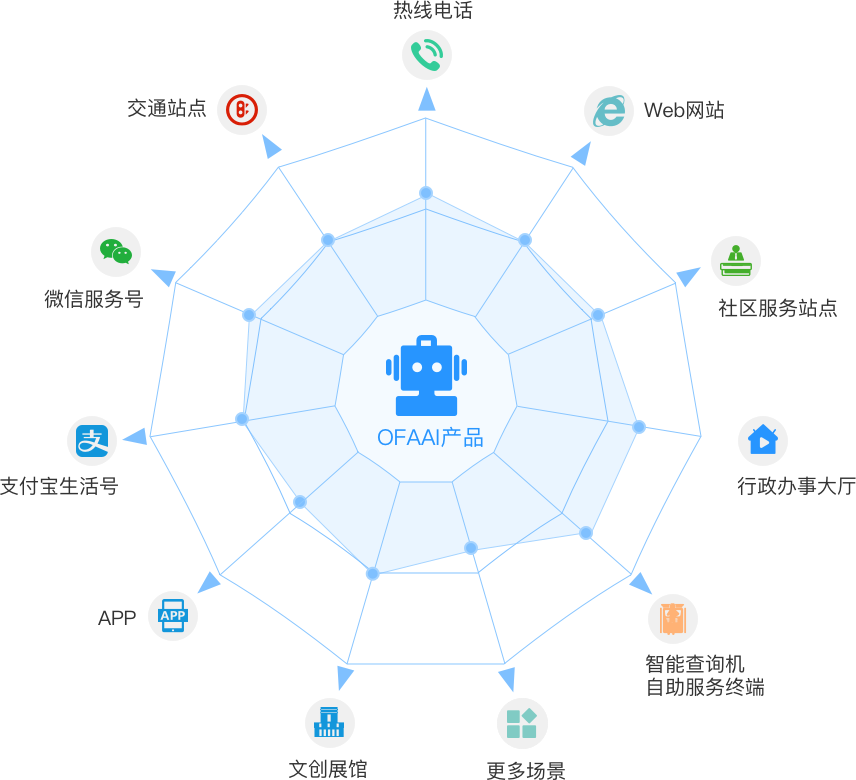 热线电话
交通站点
Web网站
微信服务号
社区服务站点
OFAAI产品
支
支付宝生活号
行政办事大厅
APP
APP
智能查询机
自助服务终端
文创展馆
更多场景